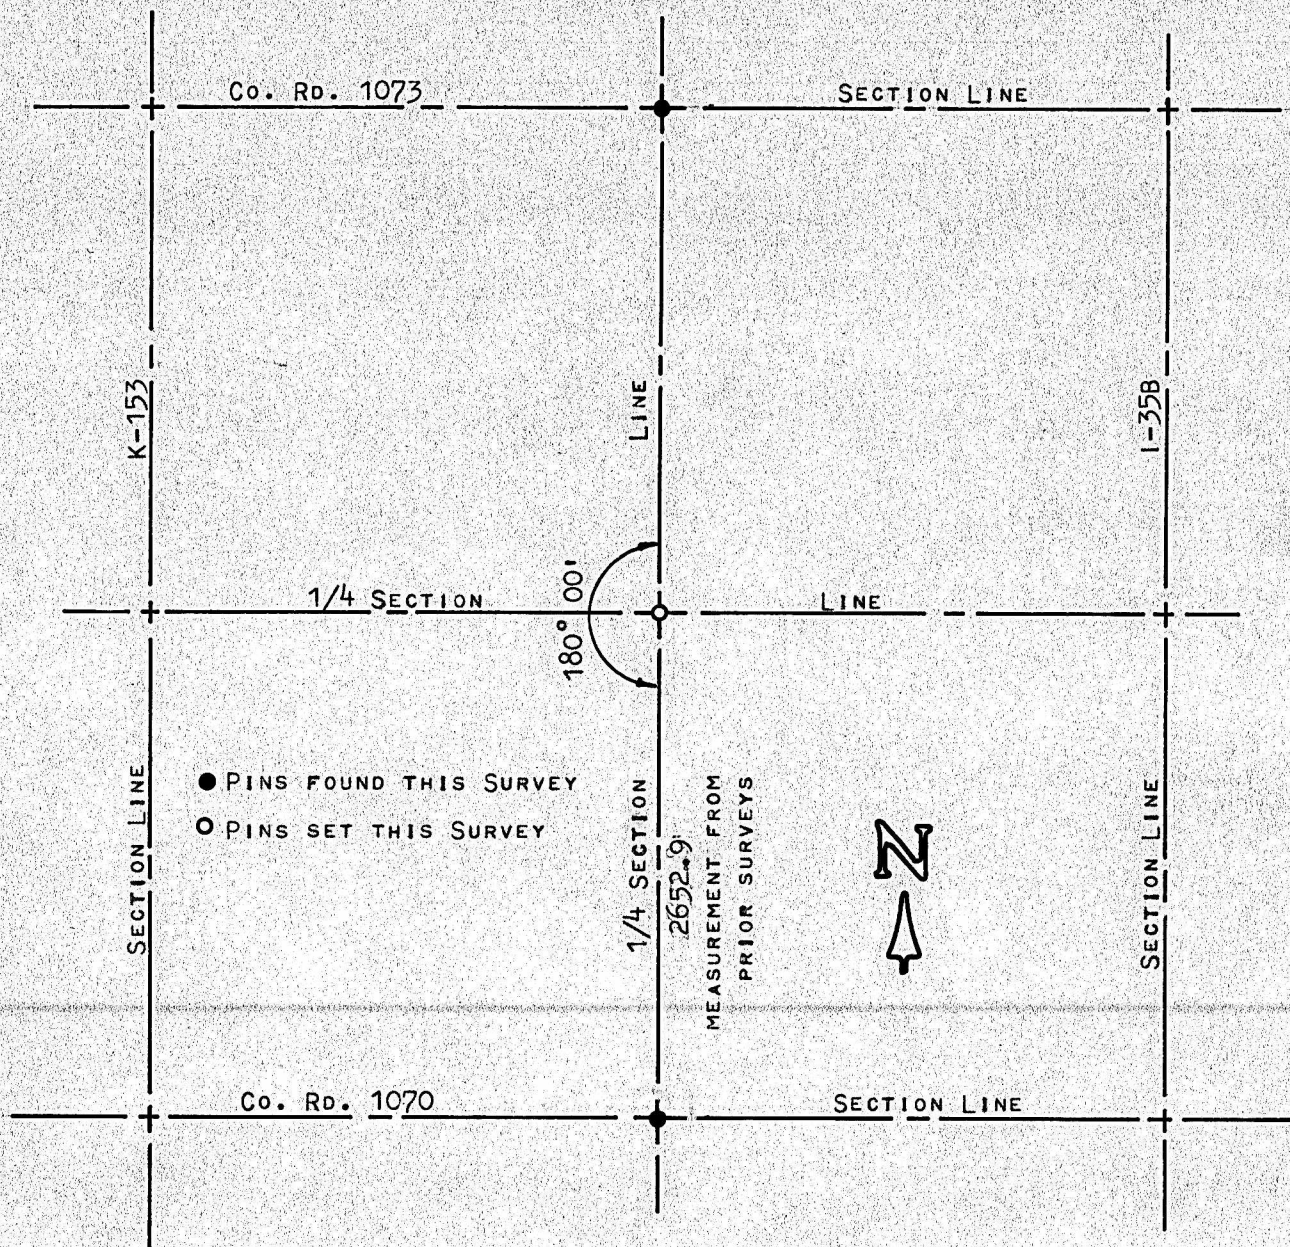 Co. Rd. 1073
Section Line
K-153
Line
I-35B
180° 00'
1/4 Section
Line
Section Line
Pins found this Survey
Pins set this Survey
1/4 Section
2652.9'
Measurement from
prior surveys
N
Section Line
Co. Rd. 1070
Section Line